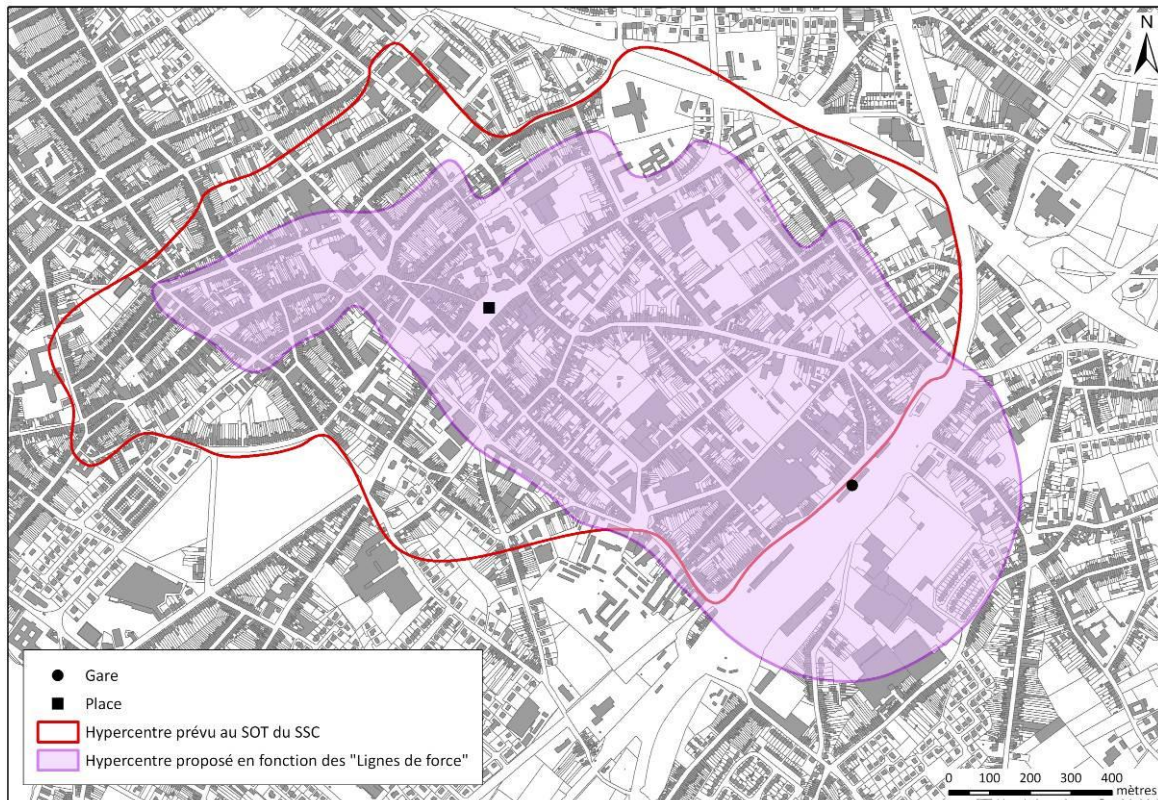 N
Gare
Place
Hypercentre prévu au SOT du SSC
Hypercentre proposé en fonction des "Lignes de force"
0 100 200 300 400
mètres